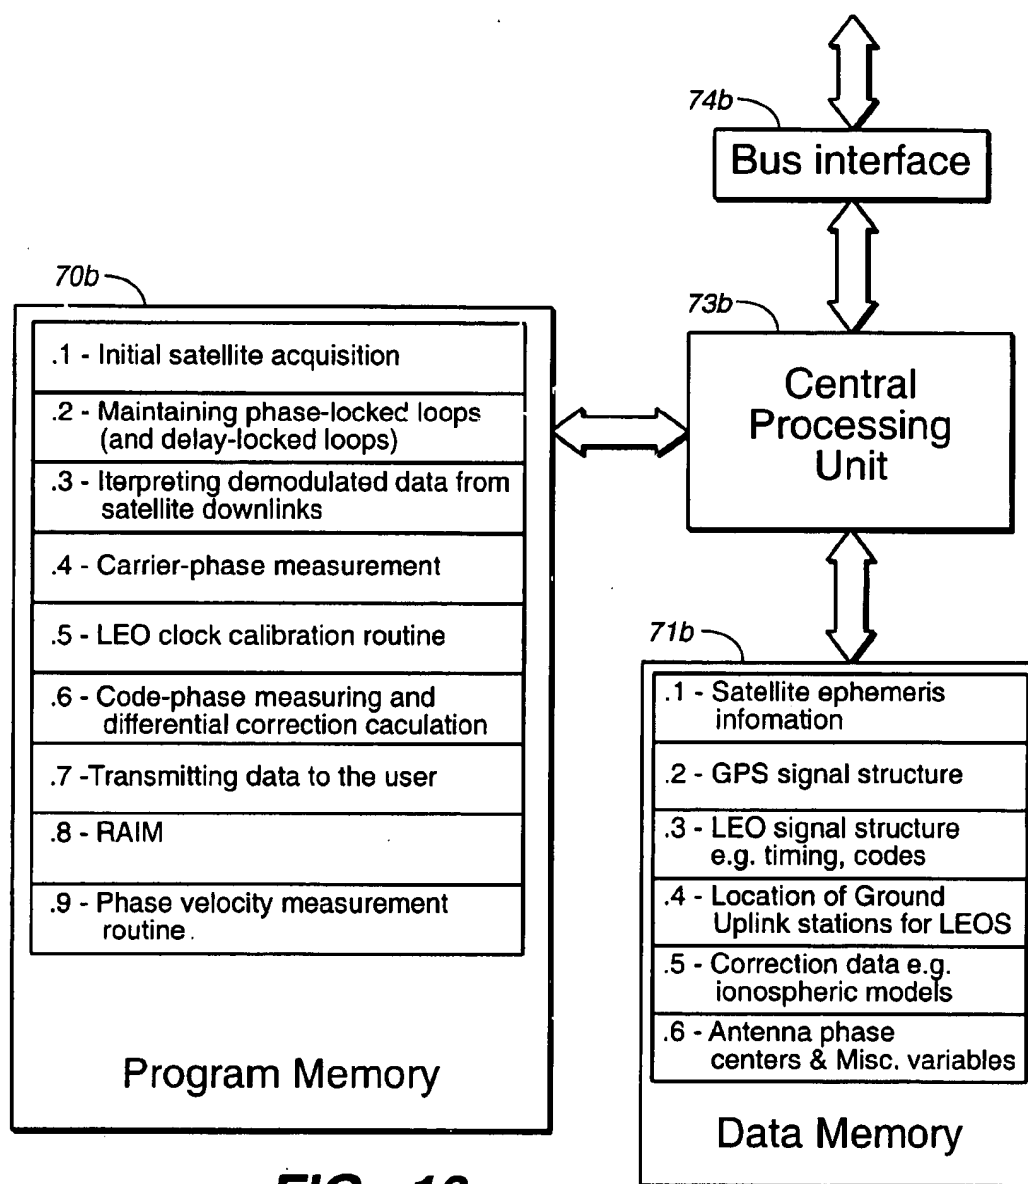 74b
Bus interface
70b
73b
.1 - Initial satellite acquisition
.2 - Maintaining phase-locked loops
(and delay-locked loops)
.3 - Iterpreting demodulated data from
satellite downlinks
.4 - Carrier-phase measurement
.5 - LEO clock calibration routine
.6 - Code-phase measuring and
differential correction caculation
.7 -Transmitting data to the user
.8 - RAIM
.9 - Phase velocity measurement
routine.
Program Memory
Central
Processing
Unit
71b
.1 - Satellite ephemeris
infomation
.2 - GPS signal structure
.3 - LEO signal structure
e.g. timing, codes
.4 - Location of Ground
Uplink stations for LEOS
.5 - Correction data e.g.
ionospheric models
.6 - Antenna phase
centers & Misc. variables
Data Memory